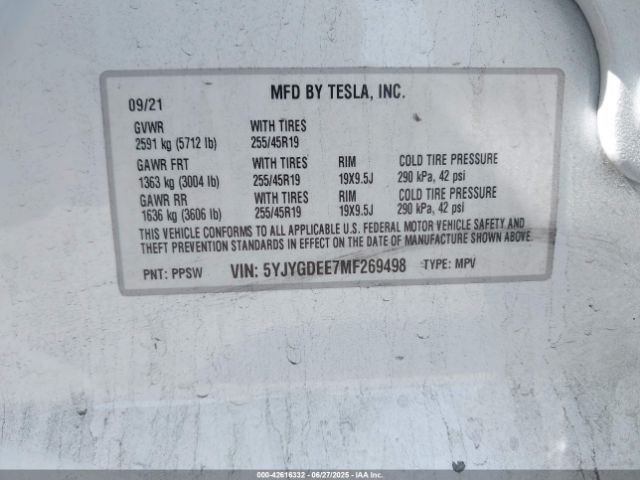 09/21 MFD BY TESLA, INC.
GVWR WITH TIRES
2591 kg (5712 lb) 255/45R19
GAWR FRT WITH TIRES RIM COLD TIRE PRESSURE
1363 kg (3004 lb) 255/45R19 19X9.5J 290 kPa, 42 psi
GAWR RR WITH TIRES RIM COLD TIRE PRESSURE
1636 kg (3606 lb) 255/45R19 19X9.5J 290 kPa, 42 psi
THIS VEHICLE CONFORMS TO ALL APPLICABLE U.S. FEDERAL MOTOR VEHICLE SAFETY AND
THEFT PREVENTION STANDARDS IN EFFECT ON THE DATE OF MANUFACTURE SHOWN ABOVE.
PNT: PPSW VIN: 5YJYGDEE7MF269498 TYPE: MPV
000-42616332 - 06/27/2025 - IAAI.COM